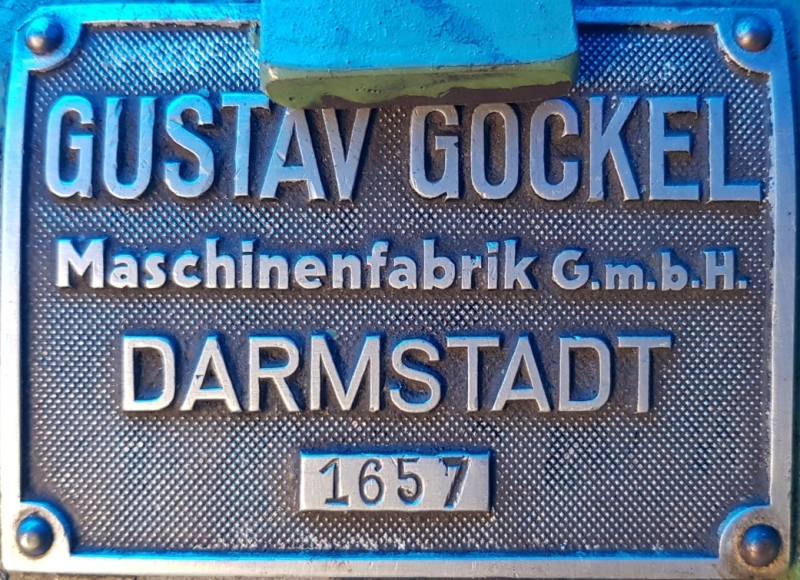 GUSTAV GOCKEL
Maschinenfabrik G.m.b.H.
DARMSTADT
1657